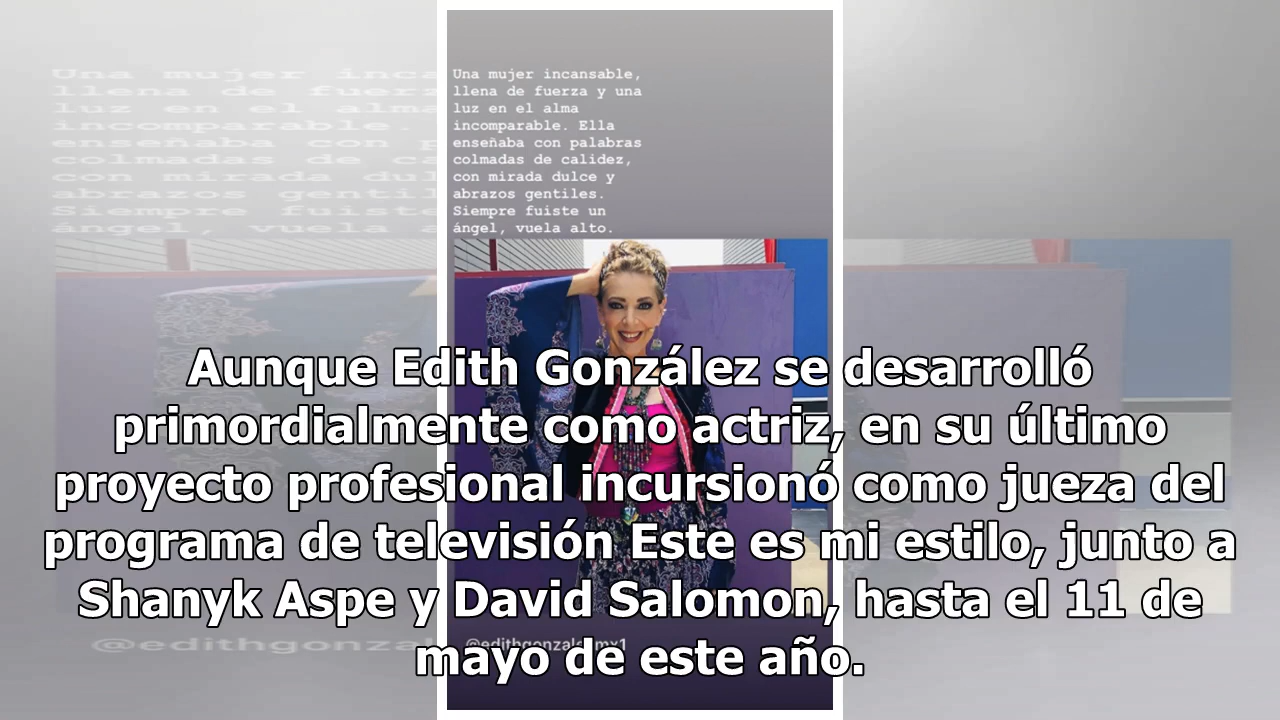 Una mujer incansable,
llena de fuerza y una
luz en el alma
incomparable. Ella
enseñaba con palabras
colmadas de calidez,
con mirada dulce y
abrazos gentiles.
Siempre fuiste un
ángel, vuela alto.
Aunque Edith González se desarrolló
primordialmente como actriz, en su último
proyecto profesional incursionó como jueza del
programa de televisión Este es mi estilo, junto a
Shanyk Aspe y David Salomon, hasta el 11 de
mayo de este año.